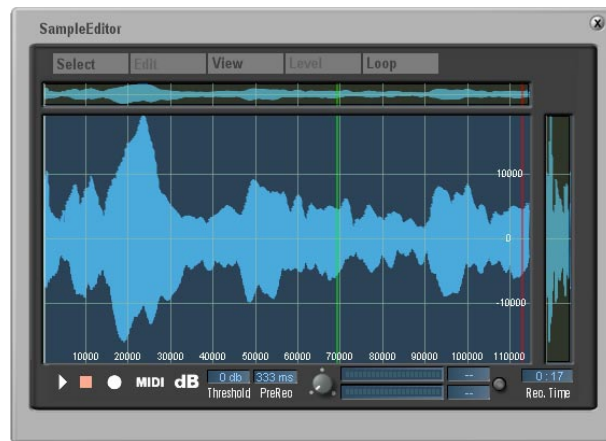 SampleEditor
X
Select Edit View Level Loop
10000
0
-10000
10000 20000 30000 40000 50000 60000 70000 80000 90000 100000 110000
MIDI dB 0 db 333 ms -- 0:17
--
Threshold PreRec Rec. Time